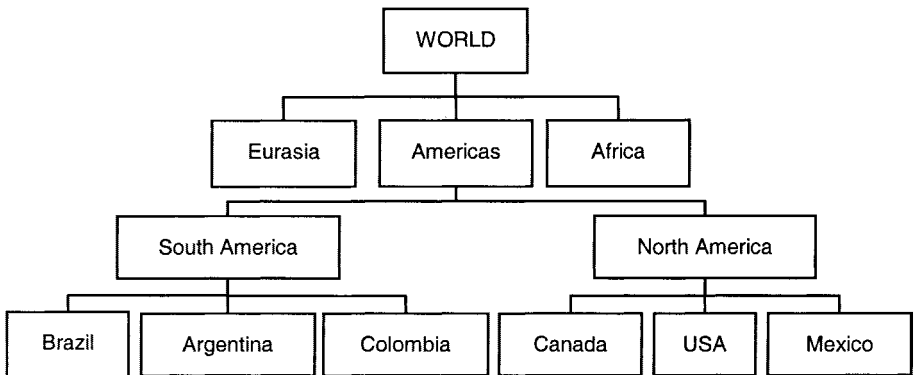 WORLD
Eurasia
Americas
Africa
South America
North America
Brazil
Argentina
Colombia
Canada
USA
Mexico